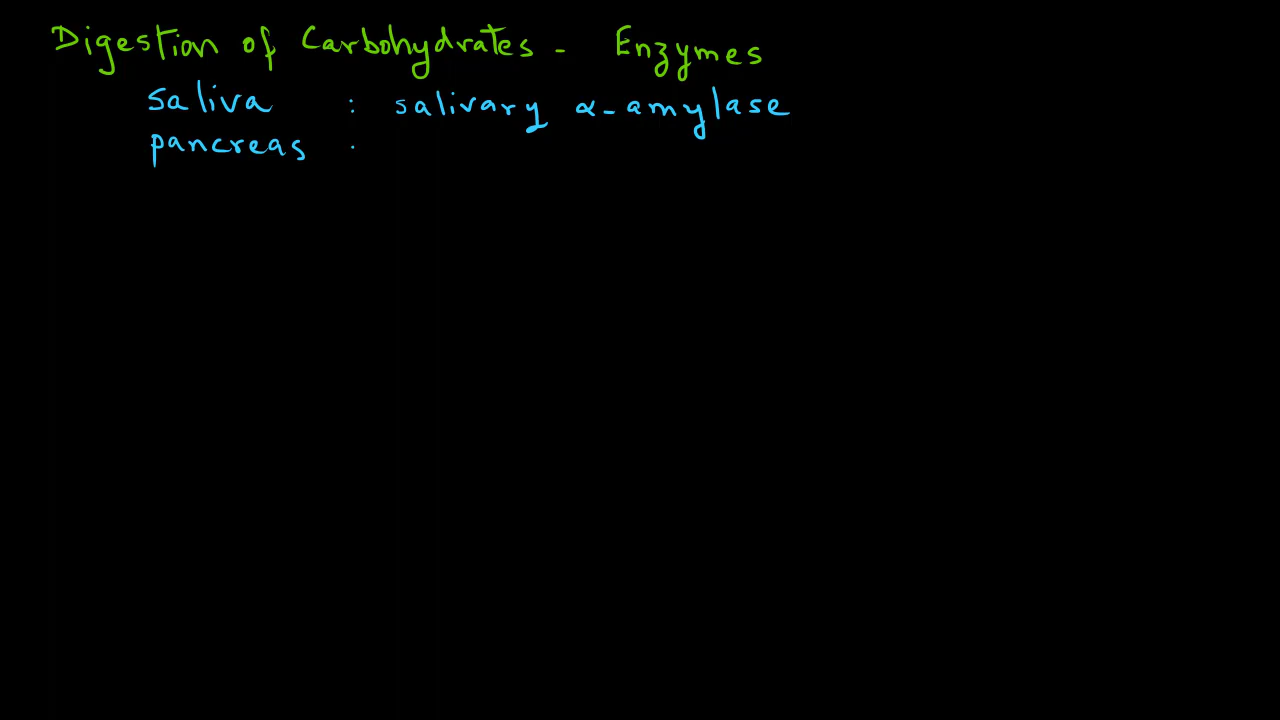 Digestion of Carbohydrates - Enzymes
Saliva : salivary α-amylase
pancreas :